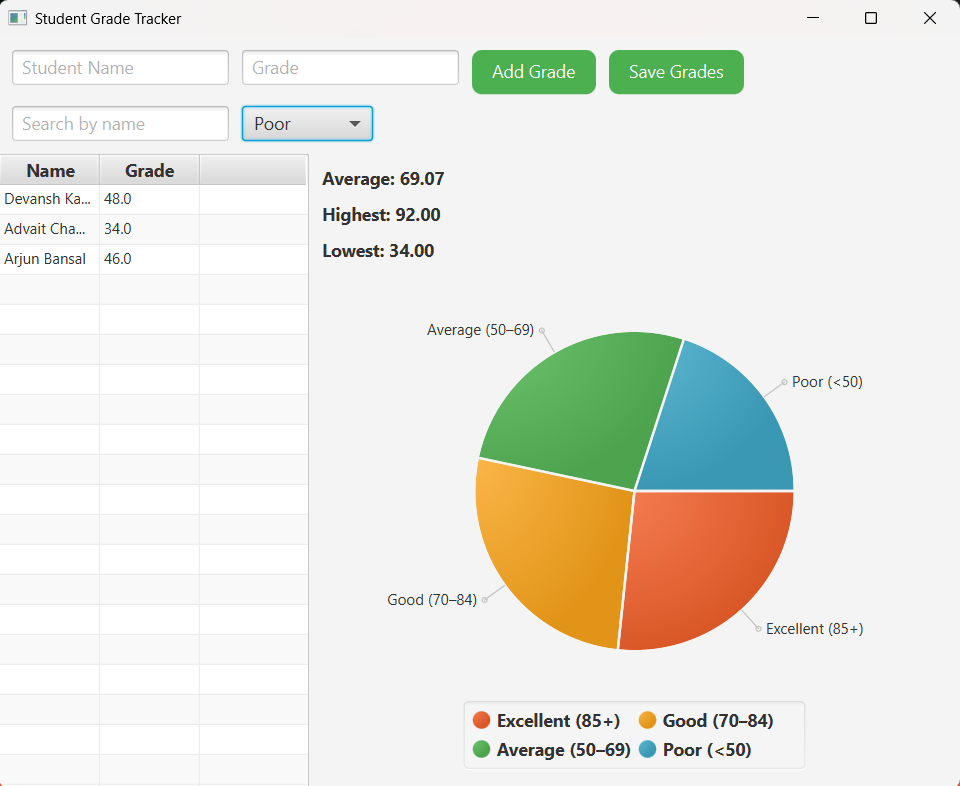 Student Grade Tracker
Student Name
Grade
Add Grade
Save Grades
Search by name
Poor
Name Grade
Devansh Ka... 48.0
Advait Cha... 34.0
Arjun Bansal 46.0
Average: 69.07
Highest: 92.00
Lowest: 34.00
Average (50–69)
Poor (<50)
Good (70–84)
Excellent (85+)
Excellent (85+) Good (70–84)
Average (50–69) Poor (<50)